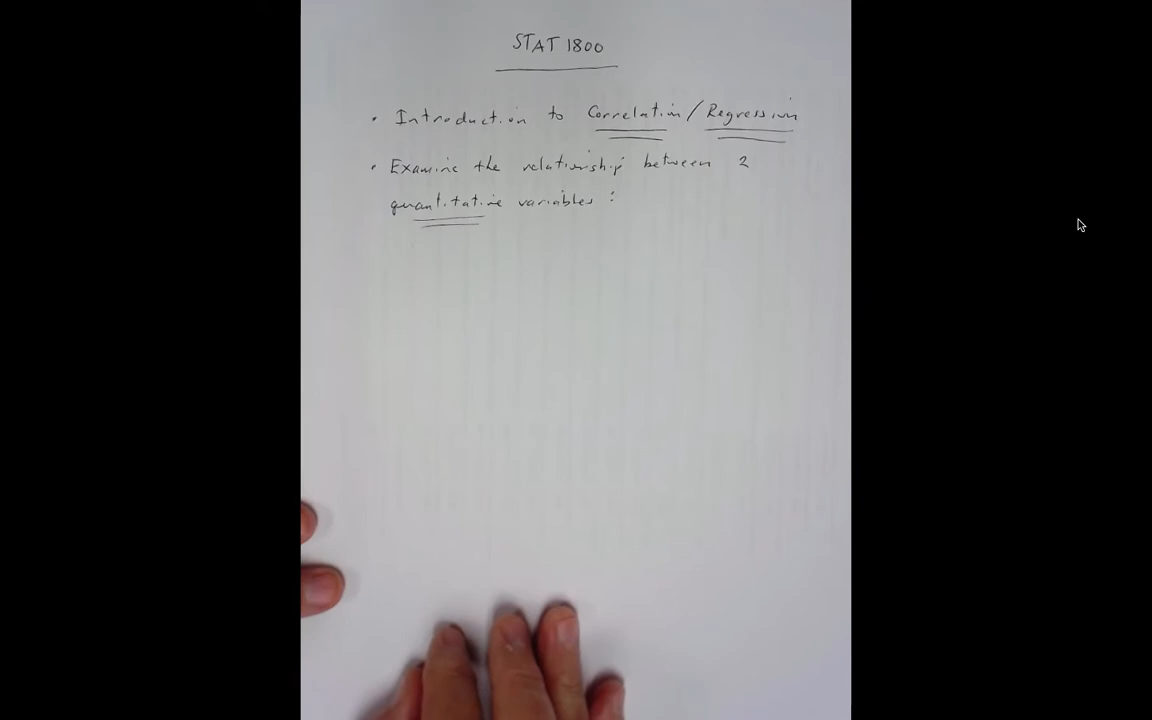 STAT 1800
• Introduction to Correlation/Regression
• Examine the relationship between 2
quantitative variables :